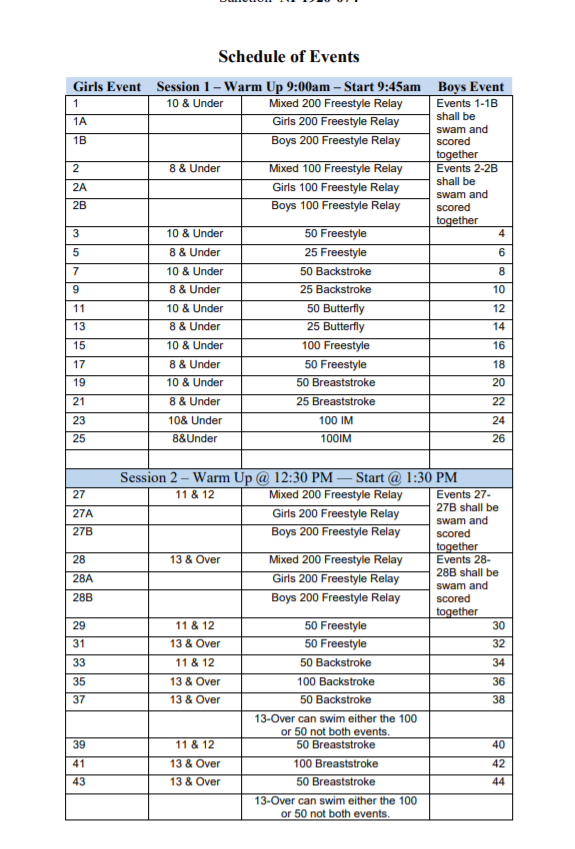 Sanction
Schedule of Events
Girls Event Session 1 – Warm Up 9:00am – Start 9:45am Boys Event
1 10 & Under Mixed 200 Freestyle Relay Events 1-1B
shall be
1A Girls 200 Freestyle Relay
swam and
1B Boys 200 Freestyle Relay scored
together
2 8 & Under Mixed 100 Freestyle Relay Events 2-2B
shall be
2A Girls 100 Freestyle Relay
swam and
2B Boys 100 Freestyle Relay scored
together
3 10 & Under 50 Freestyle 4
5 8 & Under 25 Freestyle 6
7 10 & Under 50 Backstroke 8
9 8 & Under 25 Backstroke 10
11 10 & Under 50 Butterfly 12
13 8 & Under 25 Butterfly 14
15 10 & Under 100 Freestyle 16
17 8 & Under 50 Freestyle 18
19 10 & Under 50 Breaststroke 20
21 8 & Under 25 Breaststroke 22
23 10& Under 100 IM 24
25 8&Under 100IM 26
Session 2 – Warm Up @ 12:30 PM — Start @ 1:30 PM
27 11 & 12 Mixed 200 Freestyle Relay Events 27-
27B shall be
27A Girls 200 Freestyle Relay
swam and
27B Boys 200 Freestyle Relay scored
together
28 13 & Over Mixed 200 Freestyle Relay Events 28-
28B shall be
28A Girls 200 Freestyle Relay
swam and
28B Boys 200 Freestyle Relay scored
together
29 11 & 12 50 Freestyle 30
31 13 & Over 50 Freestyle 32
33 11 & 12 50 Backstroke 34
35 13 & Over 100 Backstroke 36
37 13 & Over 50 Backstroke 38
13-Over can swim either the 100
or 50 not both events.
39 11 & 12 50 Breaststroke 40
41 13 & Over 100 Breaststroke 42
43 13 & Over 50 Breaststroke 44
13-Over can swim either the 100
or 50 not both events.